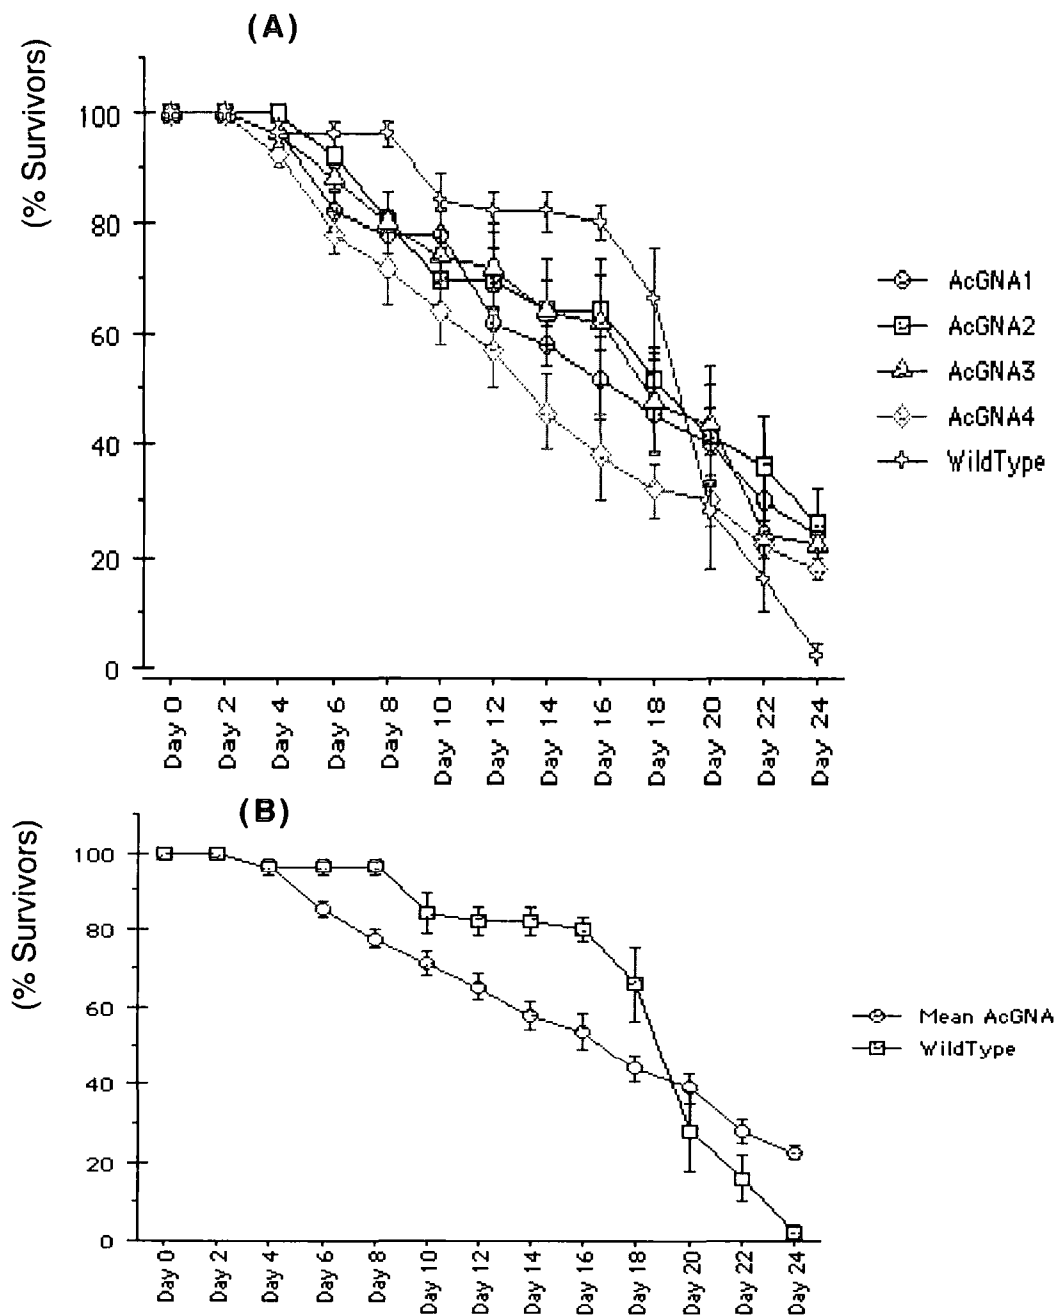 (A)
(% Survivors)
100
80
60
40
20
0
Day 0
Day 2
Day 4
Day 6
Day 8
Day 10
Day 12
Day 14
Day 16
Day 18
Day 20
Day 22
Day 24
AcGNA1
AcGNA2
AcGNA3
AcGNA4
WildType
(B)
(% Survivors)
100
80
60
40
20
0
Day 0
Day 2
Day 4
Day 6
Day 8
Day 10
Day 12
Day 14
Day 16
Day 18
Day 20
Day 22
Day 24
Mean AcGNA
WildType